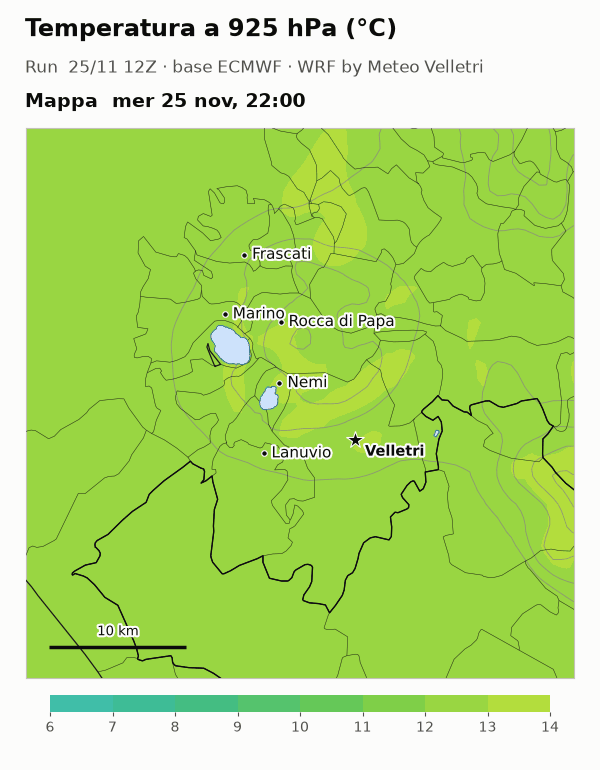 Temperatura a 925 hPa (°C)
Run  25/11 12Z · base ECMWF · WRF by Meteo Velletri
Mappa  mer 25 nov, 22:00
Frascati
Marino
Rocca di Papa
Nemi
Velletri
Lanuvio
10 km
6 7 8 9 10 11 12 13 14